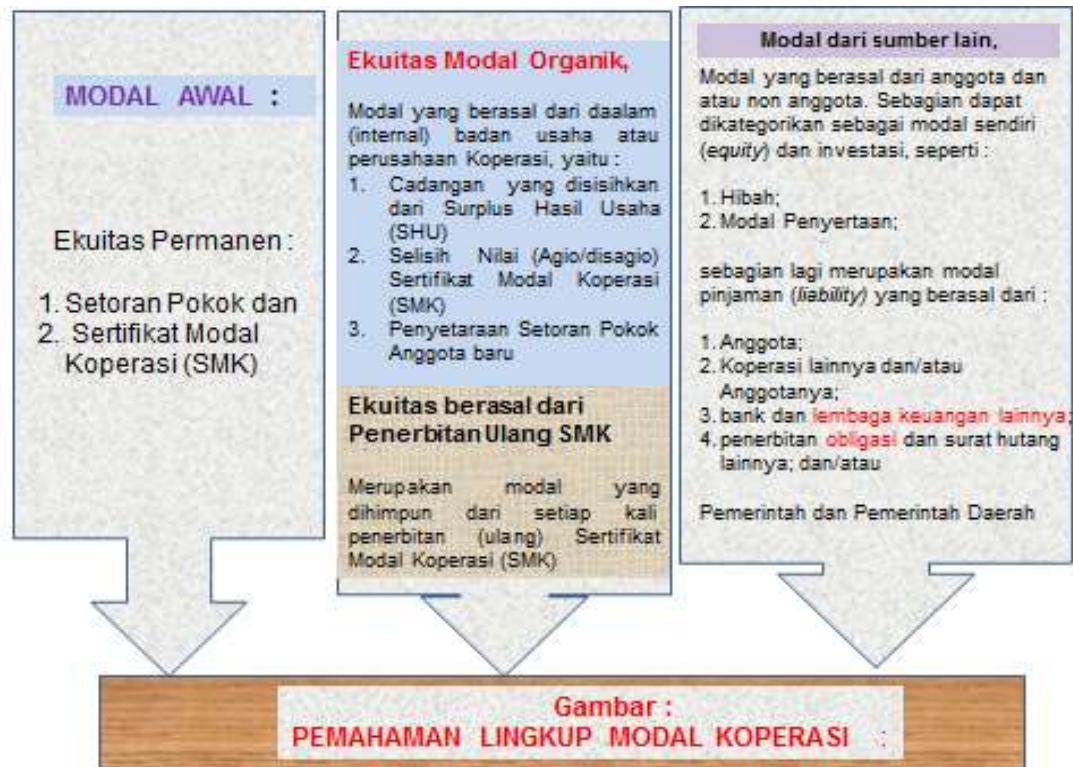 MODAL AWAL :
Ekuitas Permanen :
1. Setoran Pokok dan
2. Sertifikat Modal
Koperasi (SMK)
Ekuitas Modal Organik,
Modal yang berasal dari daalam
(internal) badan usaha atau
perusahaan Koperasi, yaitu :
1. Cadangan yang disisihkan
dari Surplus Hasil Usaha
(SHU)
2. Selisih Nilai (Agio/disagio)
Sertifikat Modal Koperasi
(SMK)
3. Penyetaraan Setoran Pokok
Anggota baru
Ekuitas berasal dari
Penerbitan Ulang SMK
Merupakan modal yang
dihimpun dari setiap kali
penerbitan (ulang) Sertifikat
Modal Koperasi (SMK)
Modal dari sumber lain,
Modal yang berasal dari anggota dan
atau non anggota. Sebagian dapat
dikategorikan sebagai modal sendiri
(equity) dan investasi, seperti :
1. Hibah;
2. Modal Penyertaan;
sebagian lagi merupakan modal
pinjaman (liability) yang berasal dari :
1. Anggota;
2. Koperasi lainnya dan/atau
Anggotanya;
3. bank dan lembaga keuangan lainnya;
4. penerbitan obligasi dan surat hutang
lainnya; dan/atau
Pemerintah dan Pemerintah Daerah
Gambar :
PEMAHAMAN LINGKUP MODAL KOPERASI :